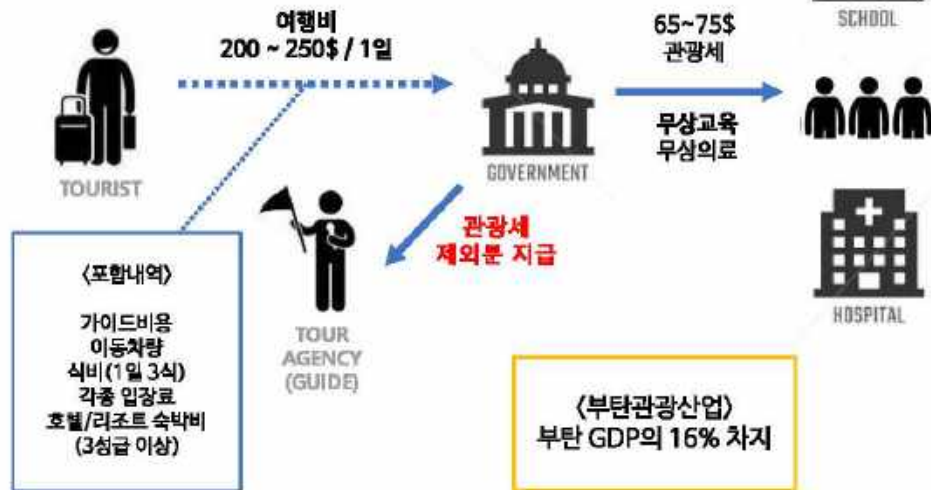 여행비
200 ~ 250$ / 1일
65~75$
관광세
SCHOOL
무상교육
무상의료
TOURIST
GOVERNMENT
관광세
제외분 지급
<포함내역>
가이드비용
이동차량
식비(1일 3식)
각종 입장료
호텔/리조트 숙박비
(3성급 이상)
TOUR
AGENCY
(GUIDE)
HOSPITAL
<부탄관광산업>
부탄 GDP의 16% 차지